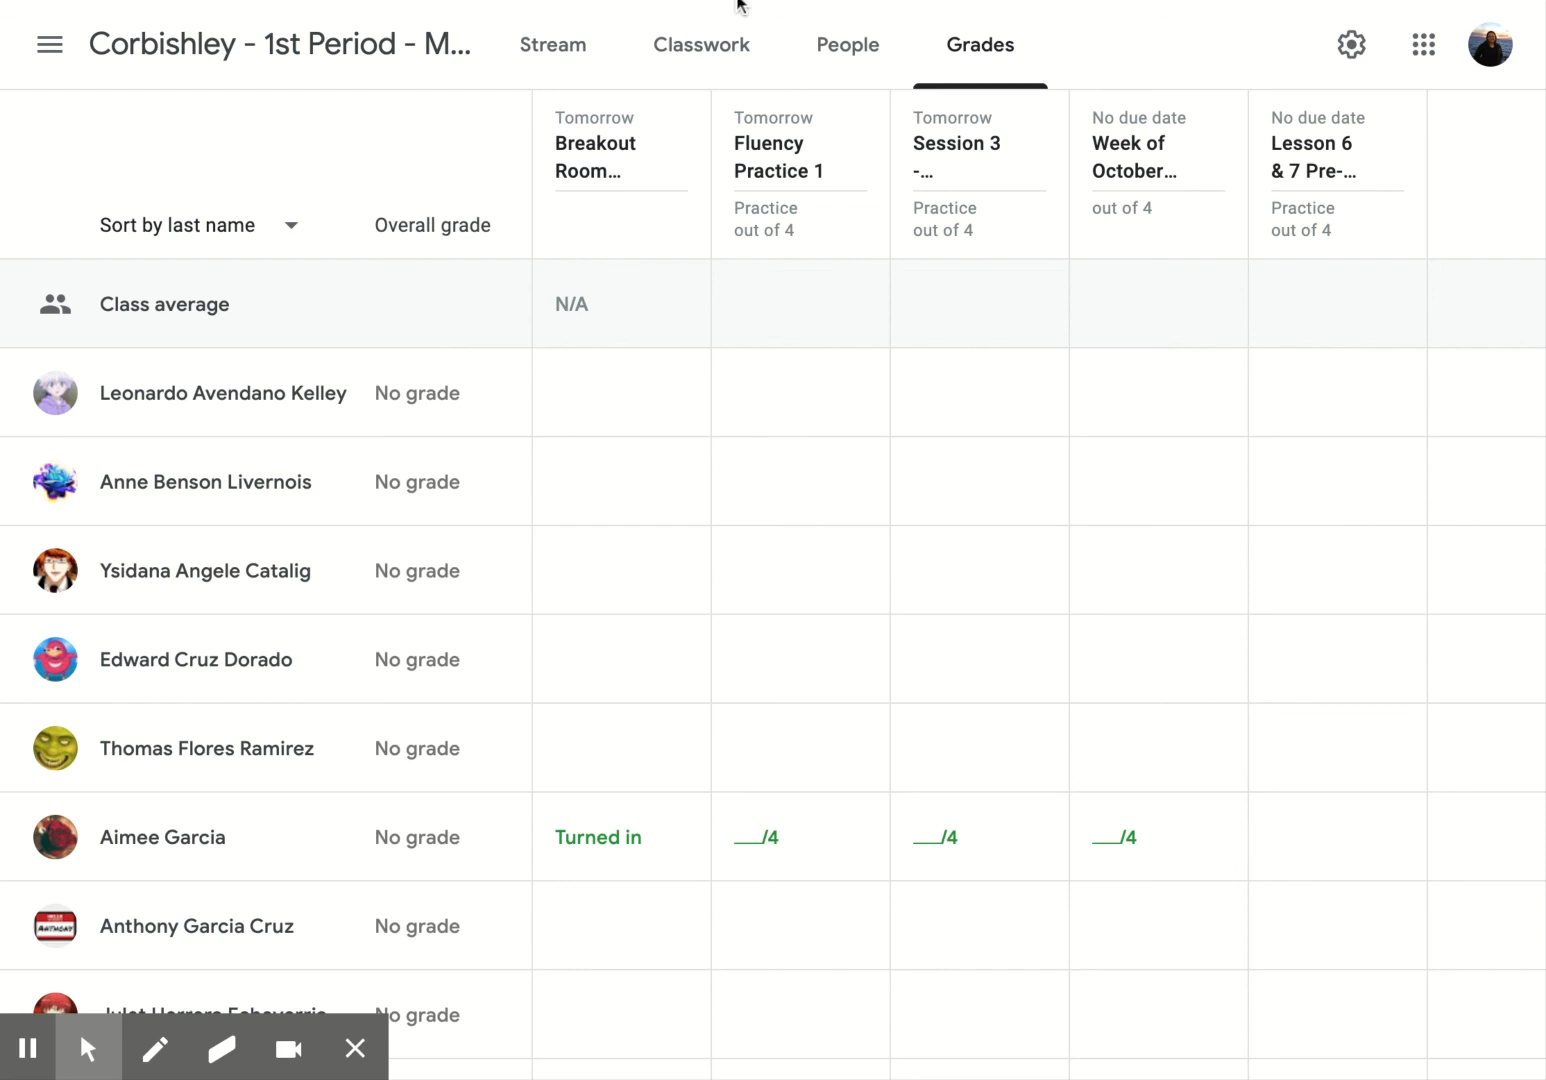 Corbishley - 1st Period - M...
Stream
Classwork
People
Grades
Tomorrow
Breakout
Room...
Tomorrow
Fluency
Practice 1
Practice
out of 4
Tomorrow
Session 3
-...
Practice
out of 4
No due date
Week of
October...
out of 4
No due date
Lesson 6
& 7 Pre-...
Practice
out of 4
Sort by last name
Overall grade
Class average
N/A
Leonardo Avendano Kelley No grade
Anne Benson Livernois No grade
Ysidana Angele Catalig No grade
Edward Cruz Dorado No grade
Thomas Flores Ramirez No grade
Aimee Garcia No grade Turned in ___/4 ___/4 ___/4
ANTHONY
Anthony Garcia Cruz No grade
Herrera No grade